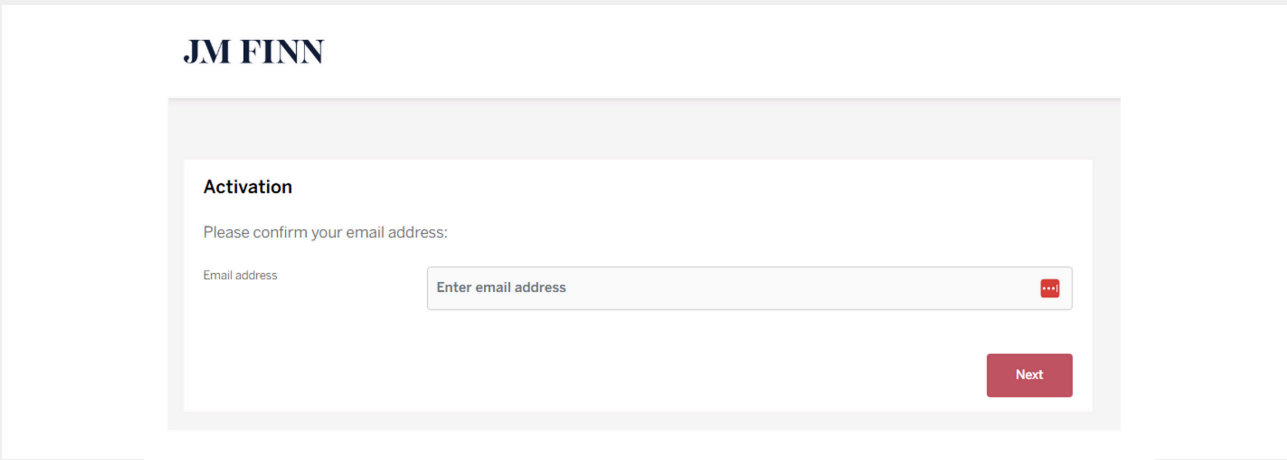 JM FINN
Activation
Please confirm your email address:
Email address
Enter email address
Next